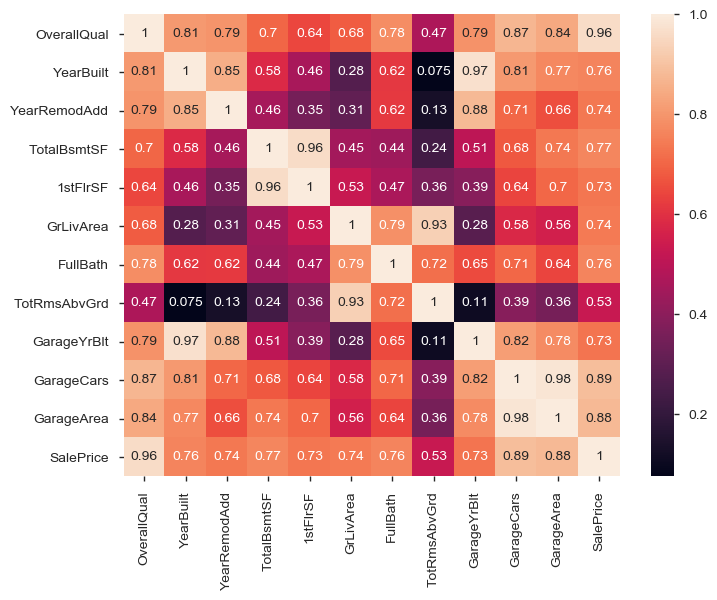 OverallQual 1 0.81 0.79 0.7 0.64 0.68 0.78 0.47 0.79 0.87 0.84 0.96
YearBuilt 0.81 1 0.85 0.58 0.46 0.28 0.62 0.075 0.97 0.81 0.77 0.76
YearRemodAdd 0.79 0.85 1 0.46 0.35 0.31 0.62 0.13 0.88 0.71 0.66 0.74
TotalBsmtSF 0.7 0.58 0.46 1 0.96 0.45 0.44 0.24 0.51 0.68 0.74 0.77
1stFlrSF 0.64 0.46 0.35 0.96 1 0.53 0.47 0.36 0.39 0.64 0.7 0.73
GrLivArea 0.68 0.28 0.31 0.45 0.53 1 0.79 0.93 0.28 0.58 0.56 0.74
FullBath 0.78 0.62 0.62 0.44 0.47 0.79 1 0.72 0.65 0.71 0.64 0.76
TotRmsAbvGrd 0.47 0.075 0.13 0.24 0.36 0.93 0.72 1 0.11 0.39 0.36 0.53
GarageYrBlt 0.79 0.97 0.88 0.51 0.39 0.28 0.65 0.11 1 0.82 0.78 0.73
GarageCars 0.87 0.81 0.71 0.68 0.64 0.58 0.71 0.39 0.82 1 0.98 0.89
GarageArea 0.84 0.77 0.66 0.74 0.7 0.56 0.64 0.36 0.78 0.98 1 0.88
SalePrice 0.96 0.76 0.74 0.77 0.73 0.74 0.76 0.53 0.73 0.89 0.88 1
OverallQual
YearBuilt
YearRemodAdd
TotalBsmtSF
1stFlrSF
GrLivArea
FullBath
TotRmsAbvGrd
GarageYrBlt
GarageCars
GarageArea
SalePrice
1.0
0.8
0.6
0.4
0.2